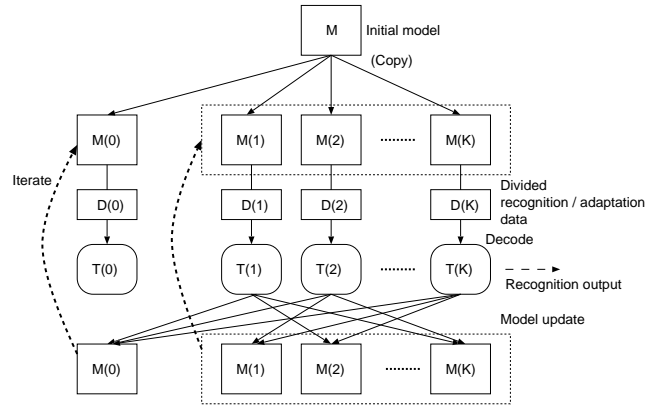 M Initial model
(Copy)
M(0) M(1) M(2) ......... M(K)
Iterate
D(0) D(1) D(2) D(K)
Divided
recognition / adaptation
data
Decode
T(0) T(1) T(2) ......... T(K)
Recognition output
Model update
M(0) M(1) M(2) ......... M(K)